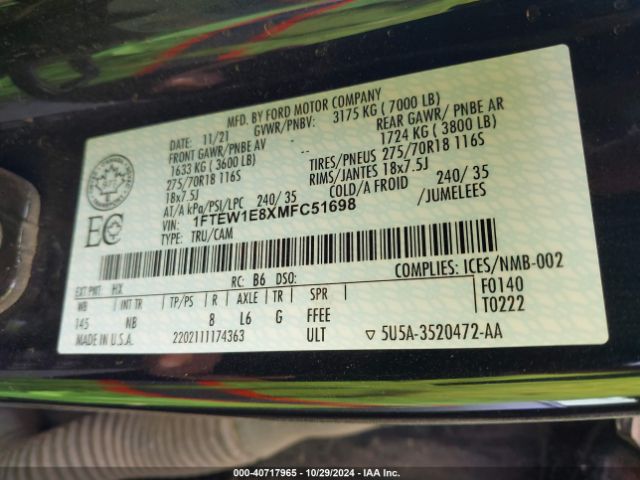 MFD. BY FORD MOTOR COMPANY
DATE: 11/21 GVWR/PNBV: 3175 KG ( 7000 LB)
FRONT GAWR/PNBE AV -- REAR GAWR/ PNBE AR
1633 KG ( 3600 LB) 1724 KG ( 3800 LB)
275/70R18 116S TIRES/PNEUS 275/70R18 116S
18x7.5J RIMS/JANTES 18x7.5J
AT/A kPa/PSI/LPC 240/ 35 COLD/A FROID 240/ 35
VIN: 1FTEW1E8XMFC51698 /JUMELEES
TYPE: TRU/CAM
EC
EXT PNT: HX RC: B6 DSO: COMPLIES: ICES/NMB-002
WB INT TR TP/PS R AXLE TR SPR F0140
145 NB 8 L6 G FFEE T0222
MADE IN U.S.A. 2202111174363 ULT ▽ 5U5A-3520472-AA
000-40717965 - 10/29/2024 - IAA Inc.